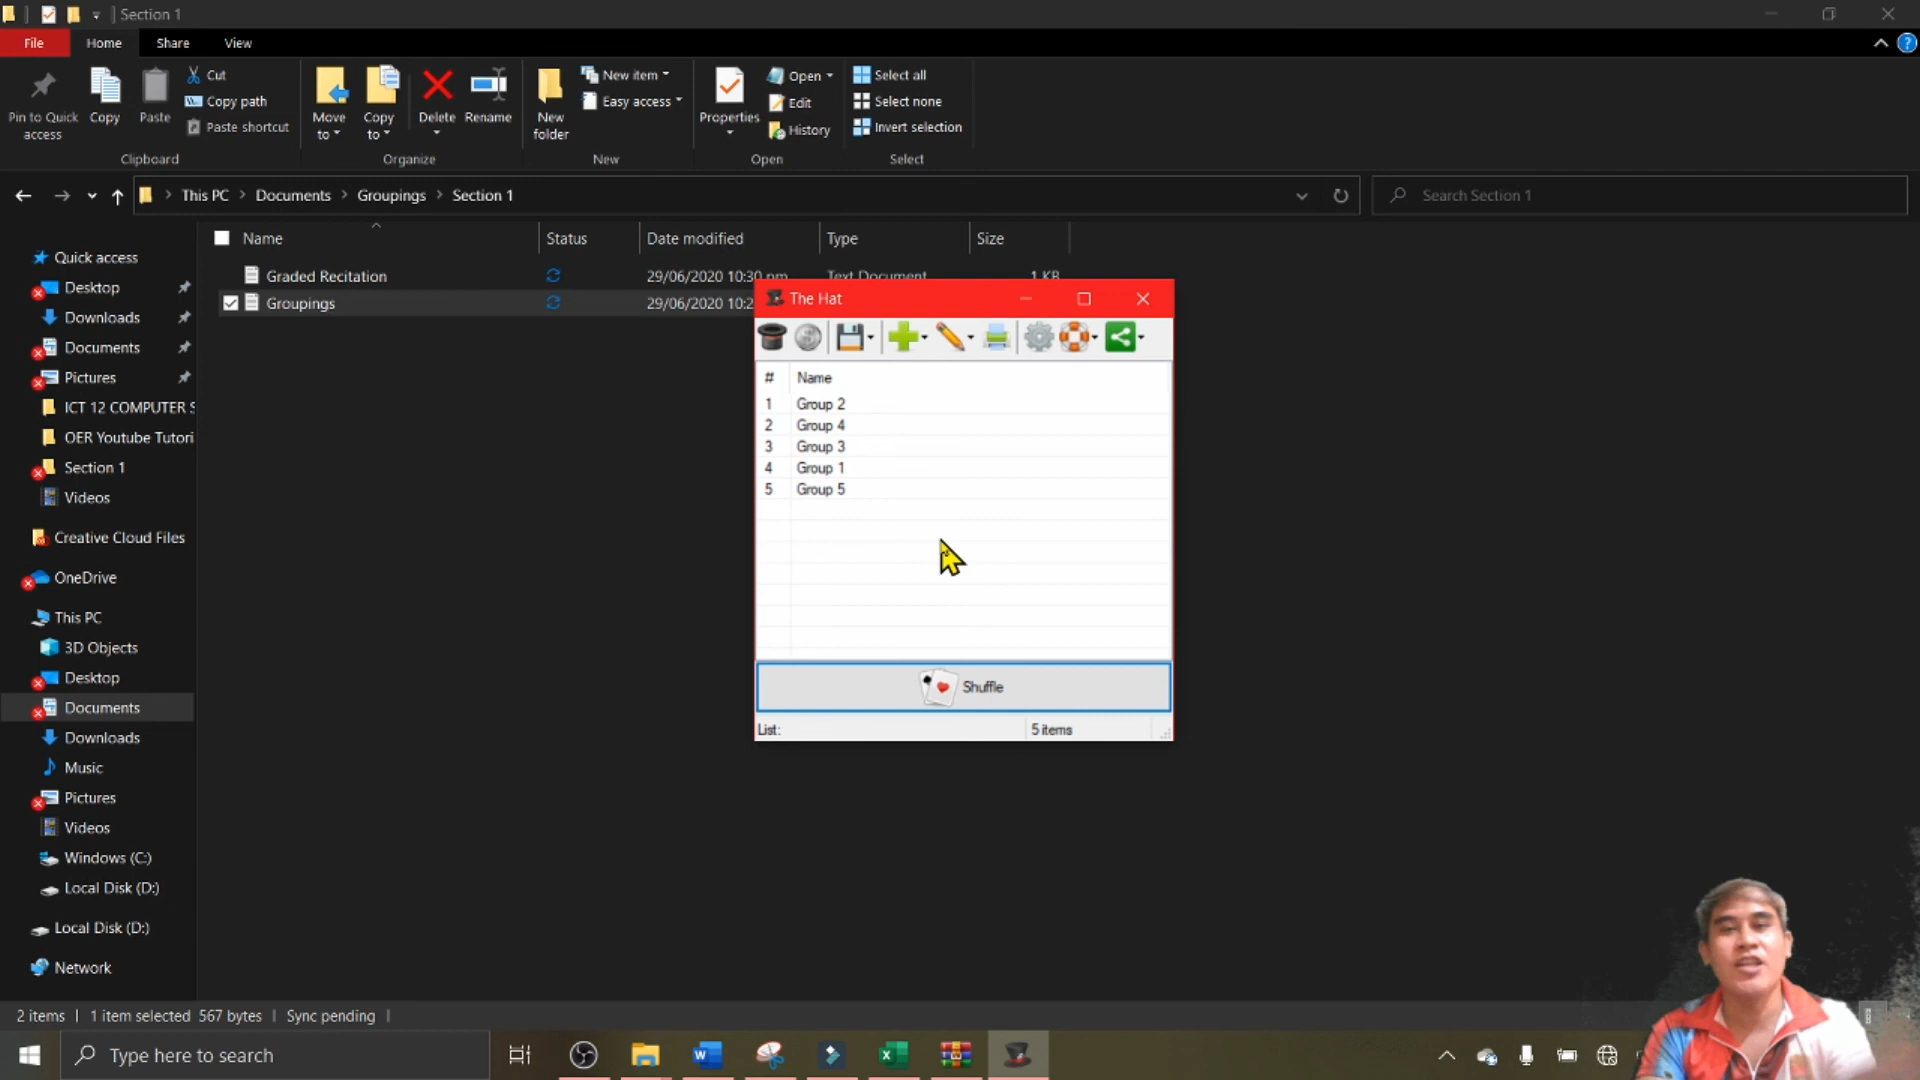 Section 1
File
Home
Share
View
Pin to Quick
access
Copy
Paste
Cut
Copy path
Paste shortcut
Clipboard
Move
to
Copy
to
Delete
Rename
Organize
New
folder
New item
Easy access
New
Properties
Open
Edit
History
Open
Select all
Select none
Invert selection
Select
This PC
Documents
Groupings
Section 1
Search Section 1
Name
Status
Date modified
Type
Size
Graded Recitation
29/06/2020 10:30 pm
Text Document
1 KB
Groupings
29/06/2020 10:2
Quick access
Desktop
Downloads
Documents
Pictures
ICT 12 COMPUTER S
OER Youtube Tutori
Section 1
Videos
Creative Cloud Files
OneDrive
This PC
3D Objects
Desktop
Documents
Downloads
Music
Pictures
Videos
Windows (C:)
Local Disk (D:)
Local Disk (D:)
Network
The Hat
# Name
1 Group 2
2 Group 4
3 Group 3
4 Group 1
5 Group 5
Shuffle
List:
5 items
2 items
1 item selected 567 bytes
Sync pending
Type here to search